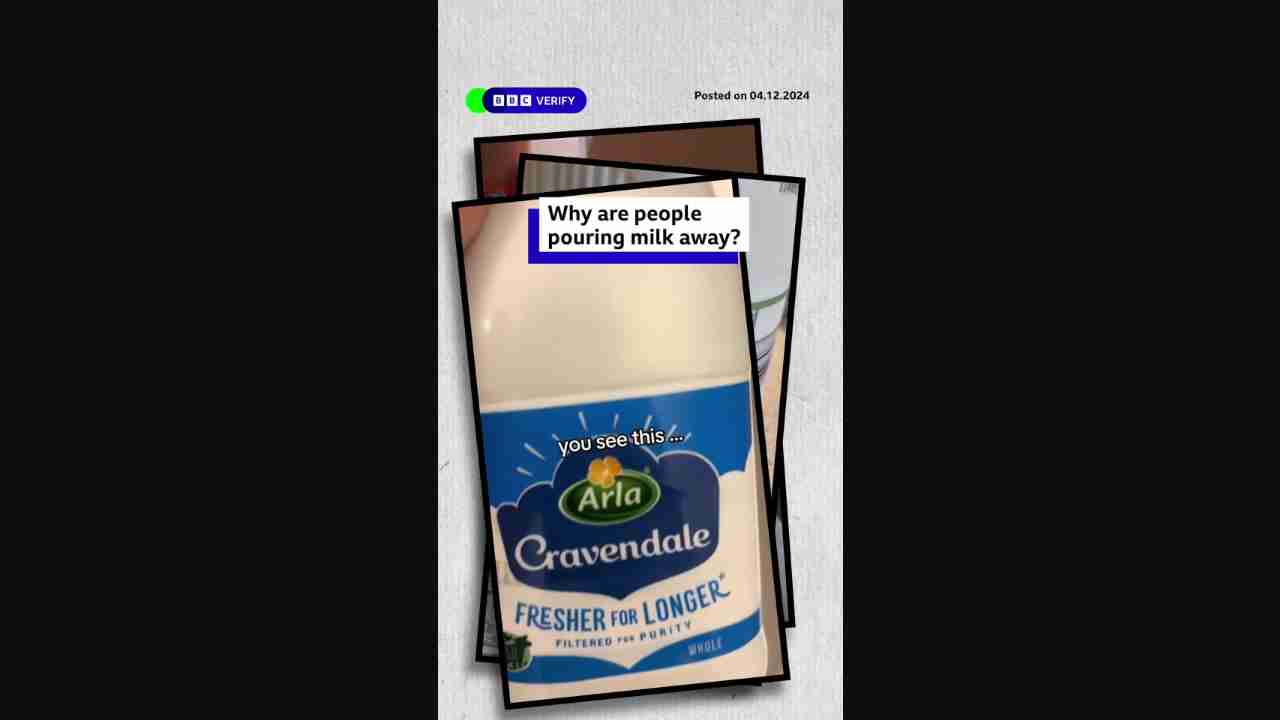 BBC VERIFY
Posted on 04.12.2024
Why are people
pouring milk away?
you see this ...
Arla
Cravendale
FRESHER FOR LONGER
FILTERED FOR PURITY
WHOLE